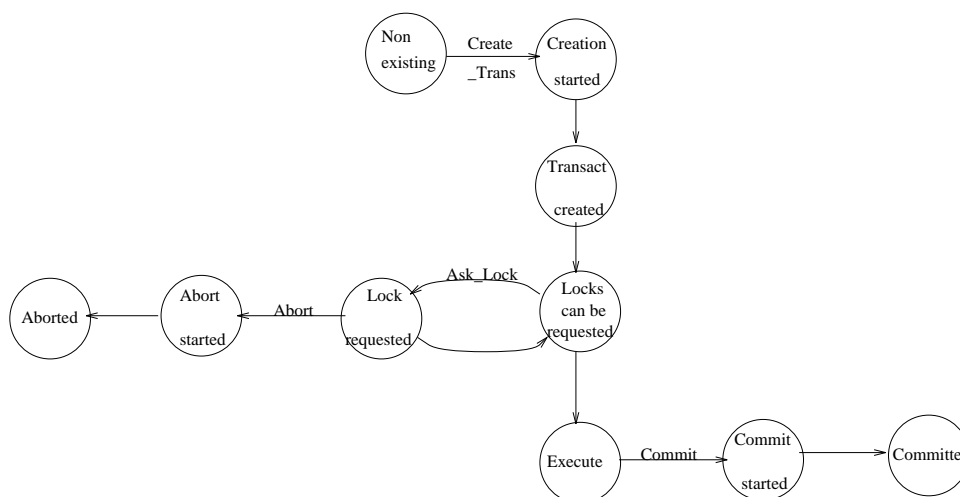 Non
existing
Create
_Trans
Creation
started
Transact
created
Ask_Lock
Locks
can be
requested
Lock
requested
Abort
Abort
started
Aborted
Execute
Commit
Commit
started
Committe